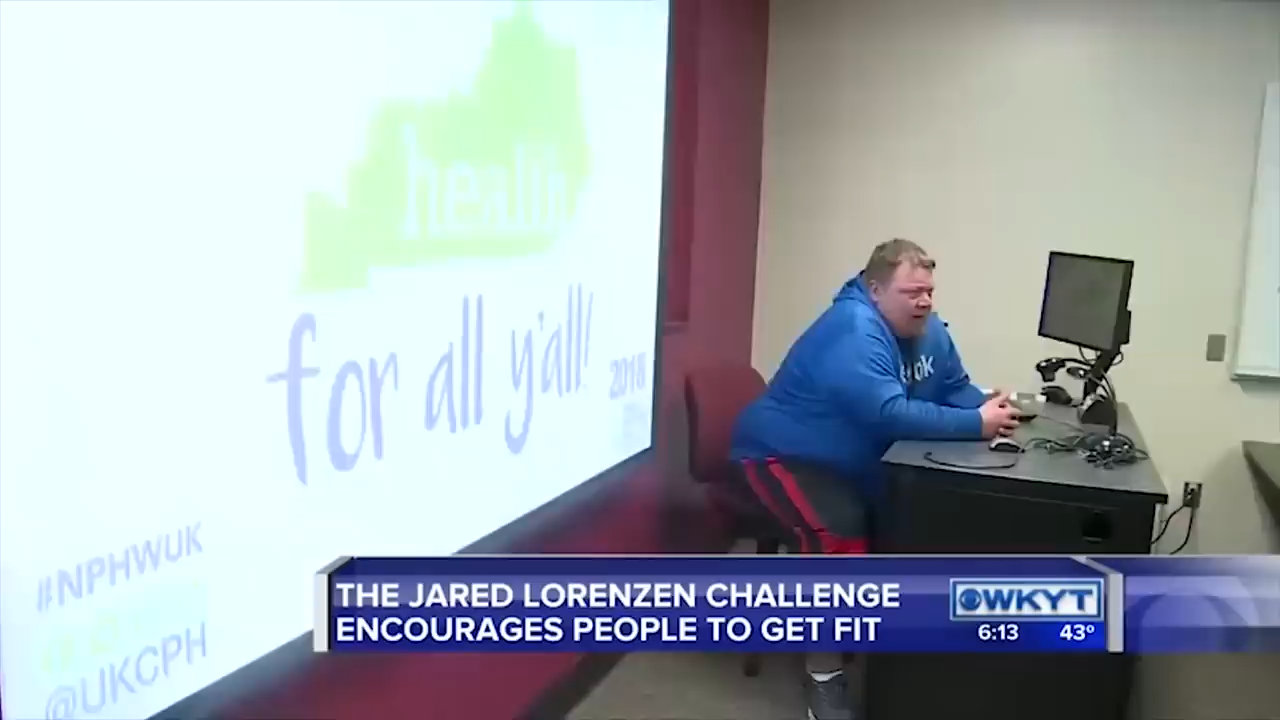 health
for all y'all!
2018
#NPHWUK
@UKCPH
THE JARED LORENZEN CHALLENGE
ENCOURAGES PEOPLE TO GET FIT
WKYT
6:13 43°